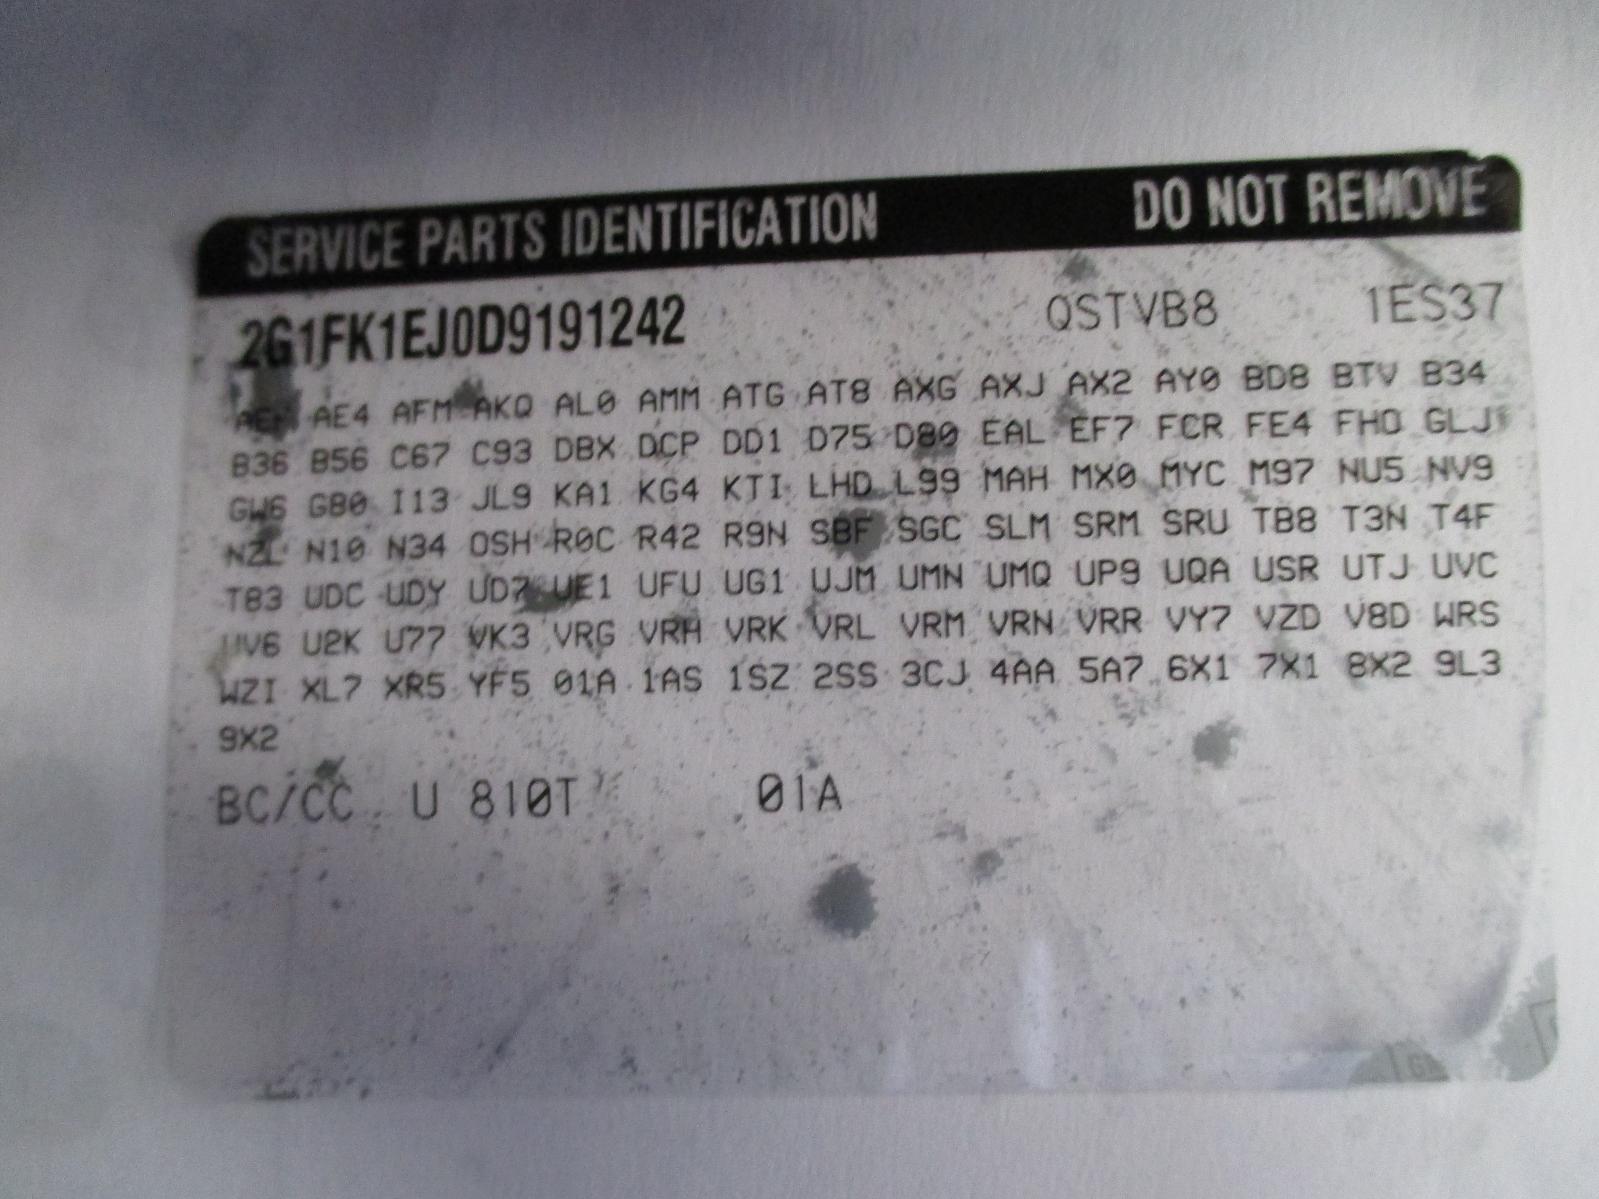 SERVICE PARTS IDENTIFICATION DO NOT REMOVE
2G1FK1EJ0D9191242 QSTVB8 1ES37
AE4 AFM AKQ AL0 AMM ATG AT8 AXG AXJ AX2 AY0 BD8 BTV B34
B36 B56 C67 C93 DBX DCP DD1 D75 D80 EAL EF7 FCR FE4 FHO GLJ
GW6 G80 I13 JL9 KA1 KG4 KTI LHD L99 MAH MX0 MYC M97 NU5 NV9
NZL N10 N34 OSH R0C R42 R9N SBF SGC SLM SRM SRU TB8 T3N T4F
T83 UDC UDY UD7 UE1 UFU UG1 UJM UMN UMQ UP9 UQA USR UTJ UVC
UV6 U2K U77 VK3 VRG VRH VRK VRL VRM VRN VRR VY7 VZD V8D WRS
WZI XL7 XR5 YF5 01A 1AS 1SZ 2SS 3CJ 4AA 5A7 6X1 7X1 8X2 9L3
9X2
BC/CC U 810T 01A